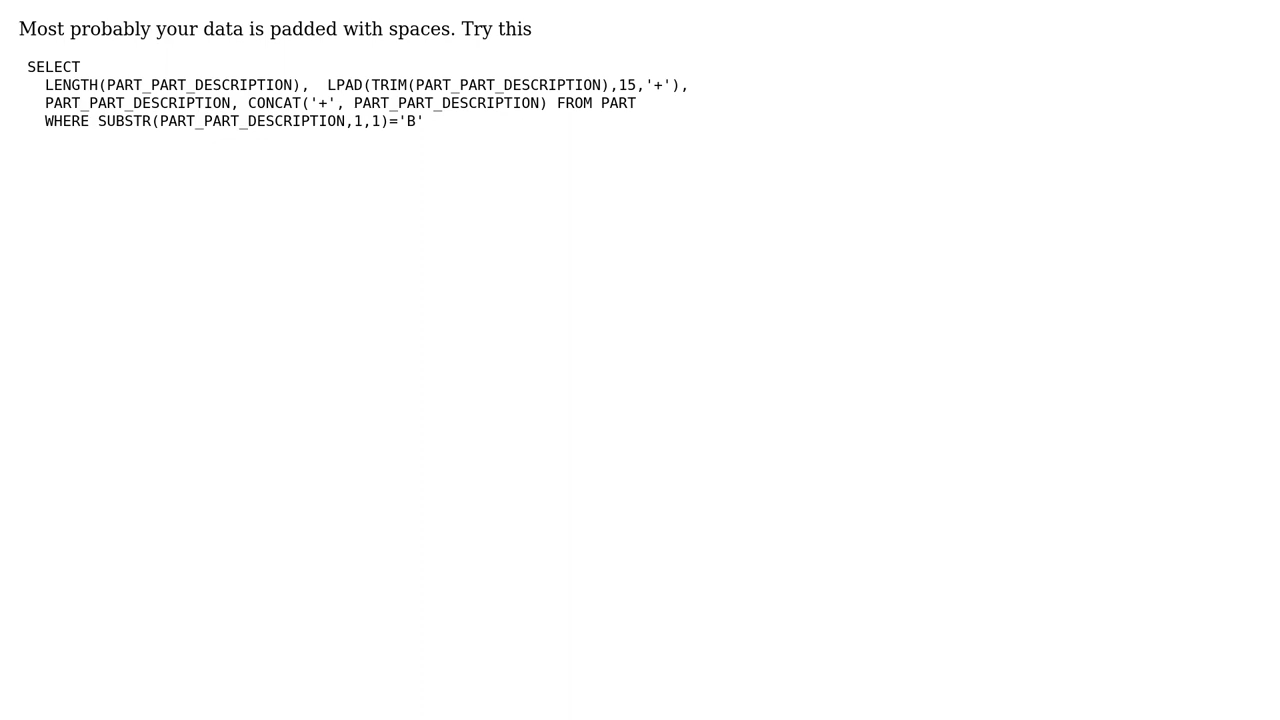 Most probably your data is padded with spaces. Try this
SELECT
  LENGTH(PART_PART_DESCRIPTION),  LPAD(TRIM(PART_PART_DESCRIPTION),15,'+'),
  PART_PART_DESCRIPTION, CONCAT('+', PART_PART_DESCRIPTION) FROM PART
  WHERE SUBSTR(PART_PART_DESCRIPTION,1,1)='B'